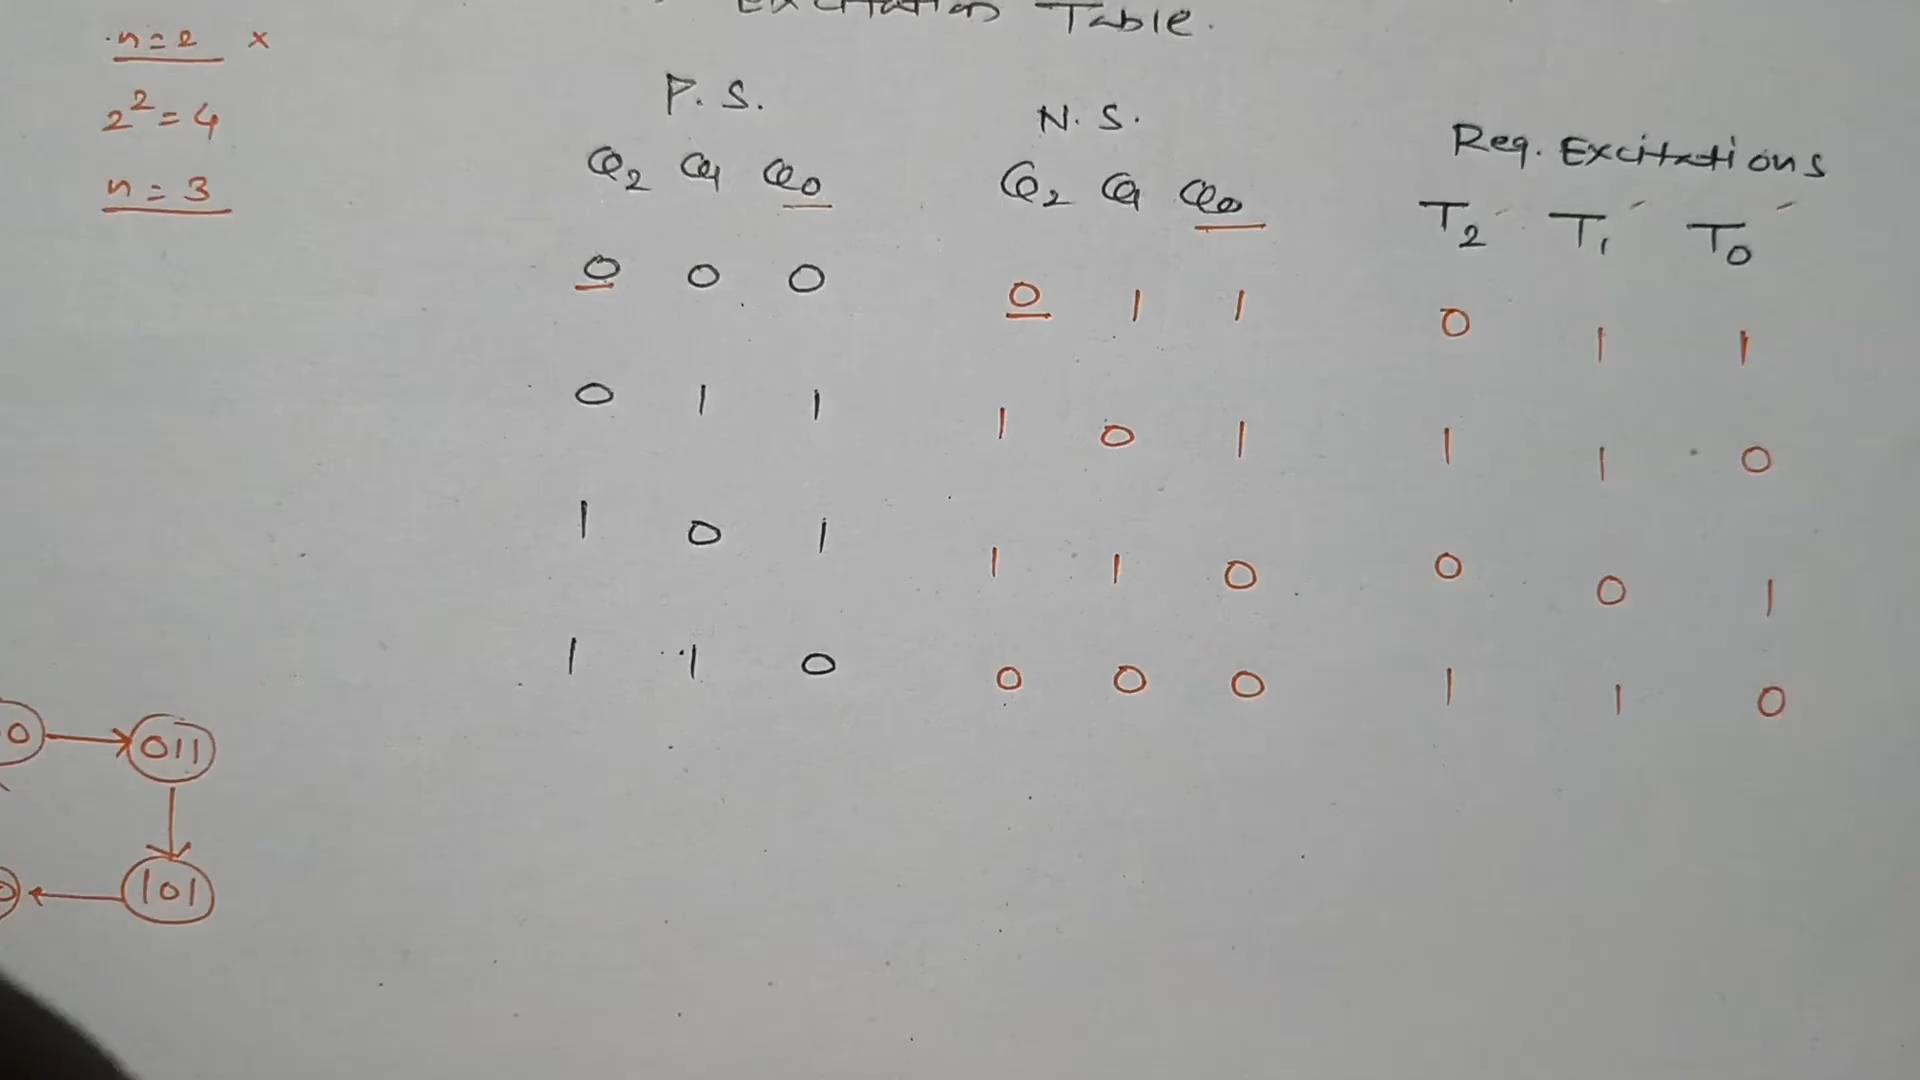 Excitation Table.
n=2 ×
2²=4
n=3
P. S.
N. S.
Req. Excitations
Q₂ Q₁ Q₀
Q₂ Q₁ Q₀
T₂ T₁ T₀
0 0 0 0 1 1 0 1 1
0 1 1 1 0 1 1 1 0
1 0 1 1 1 0 0 0 1
1 1 0 0 0 0 1 1 0
0 → 011
101